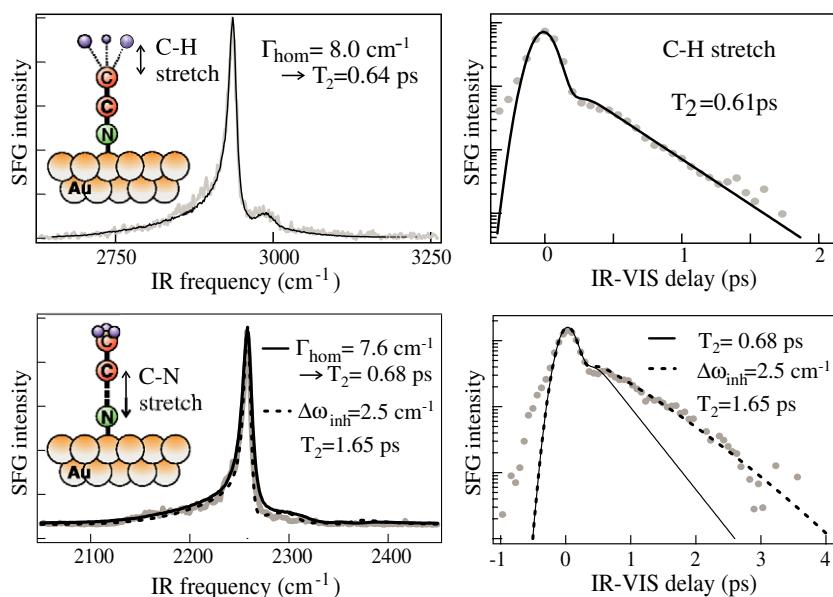 C-H
stretch
C
C
N
Au
Γhom = 8.0 cm-1
→ T2=0.64 ps
SFG intensity
2750 3000 3250
IR frequency (cm-1)
C-H stretch
T2=0.61ps
SFG intensity
0 1 2
IR-VIS delay (ps)
C
C
N
C-N
stretch
Au
Γhom= 7.6 cm-1
→ T2= 0.68 ps
Δωinh=2.5 cm-1
T2=1.65 ps
SFG intensity
2100 2200 2300 2400
IR frequency (cm-1)
T2= 0.68 ps
Δωinh=2.5 cm-1
T2=1.65 ps
SFG intensity
-1 0 1 2 3 4
IR-VIS delay (ps)